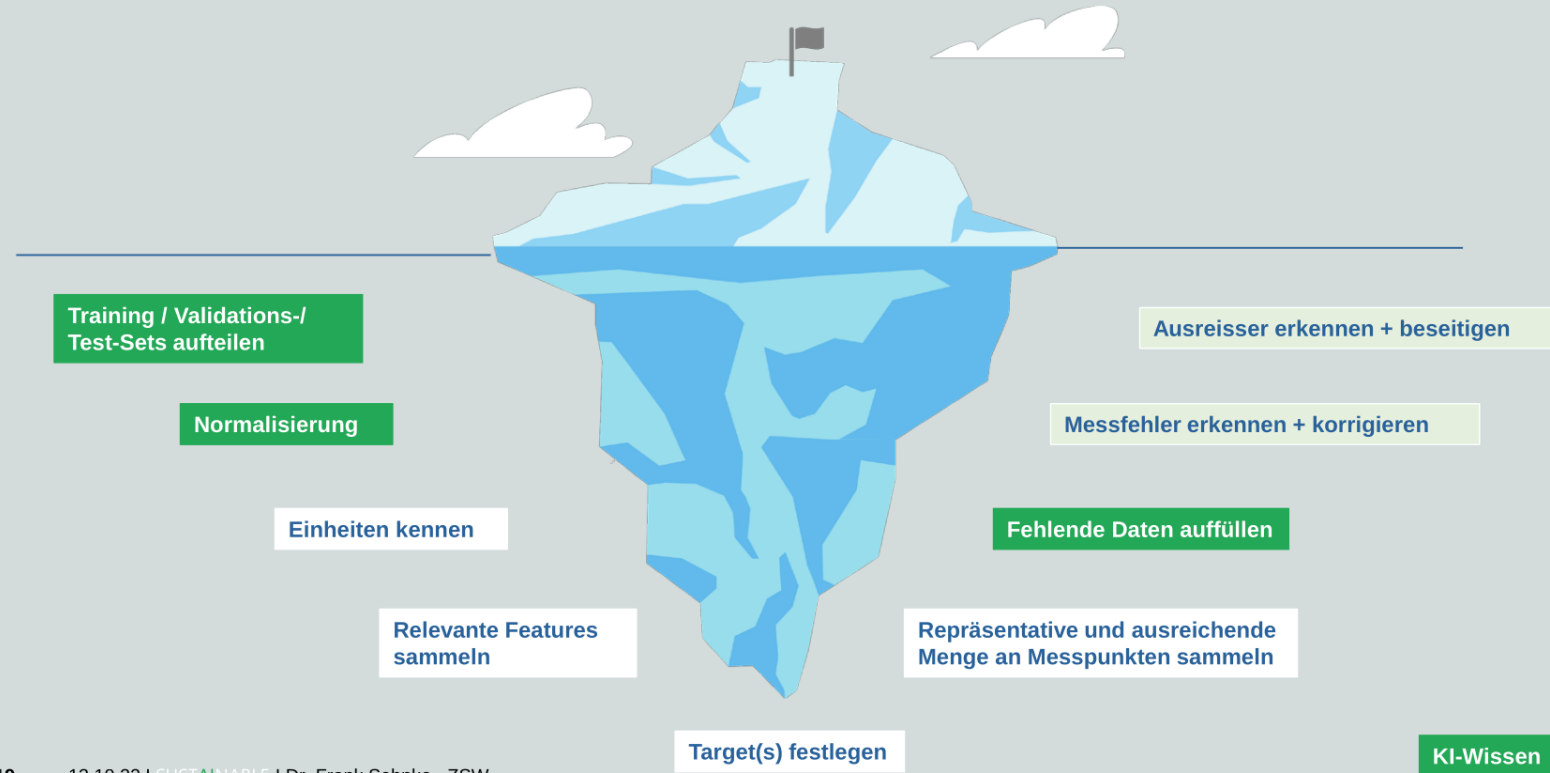 Training / Validations-/
Test-Sets aufteilen
Ausreisser erkennen + beseitigen
Normalisierung
Messfehler erkennen + korrigieren
Einheiten kennen
Fehlende Daten auffüllen
Relevante Features
sammeln
Repräsentative und ausreichende
Menge an Messpunkten sammeln
Target(s) festlegen
KI-Wissen